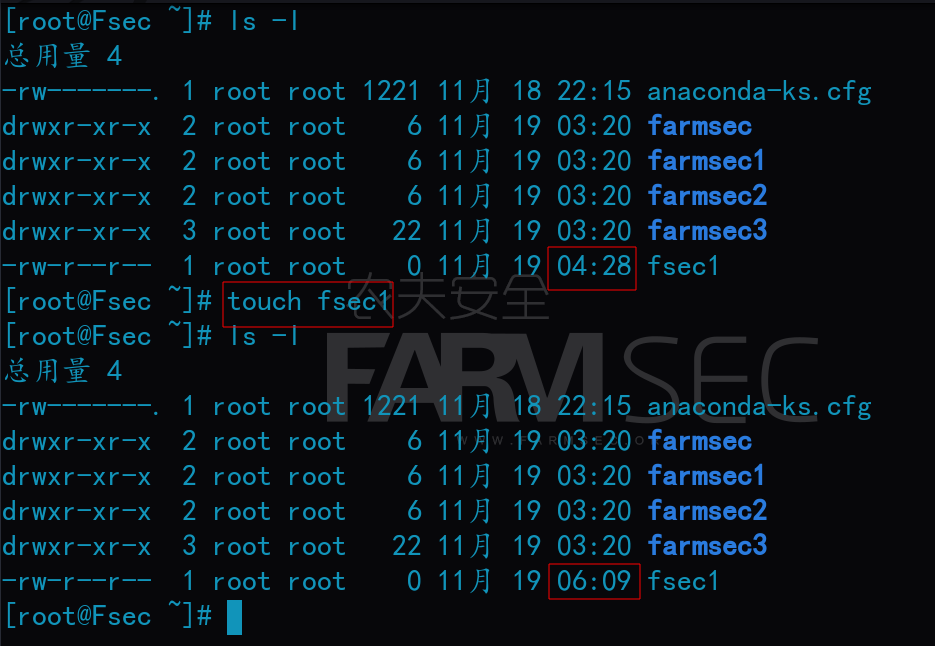 [root@Fsec ~]# ls -l
总用量 4
-rw-------. 1 root root 1221 11月 18 22:15 anaconda-ks.cfg
drwxr-xr-x 2 root root 6 11月 19 03:20 farmsec
drwxr-xr-x 2 root root 6 11月 19 03:20 farmsec1
drwxr-xr-x 2 root root 6 11月 19 03:20 farmsec2
drwxr-xr-x 3 root root 22 11月 19 03:20 farmsec3
-rw-r--r-- 1 root root 0 11月 19 04:28 fsec1
农夫安全
[root@Fsec ~]# touch fsec1
[root@Fsec ~]# ls -l
FARMSEC
总用量 4
-rw-------. 1 root root 1221 11月 18 22:15 anaconda-ks.cfg
drwxr-xr-x 2 root root 6 11月 19 03:20 farmsec
drwxr-xr-x 2 root root 6 11月 19 03:20 farmsec1
drwxr-xr-x 2 root root 6 11月 19 03:20 farmsec2
drwxr-xr-x 3 root root 22 11月 19 03:20 farmsec3
-rw-r--r-- 1 root root 0 11月 19 06:09 fsec1
[root@Fsec ~]#